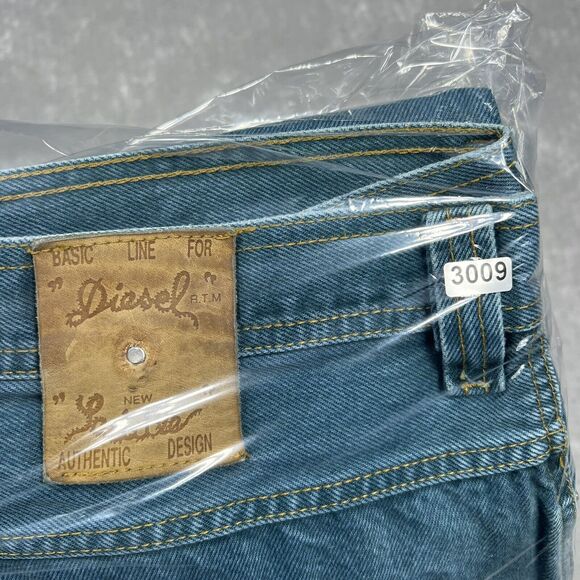 BASIC LINE FOR
" Diesel "
R.T.M
3009
NEW
" "
AUTHENTIC DESIGN